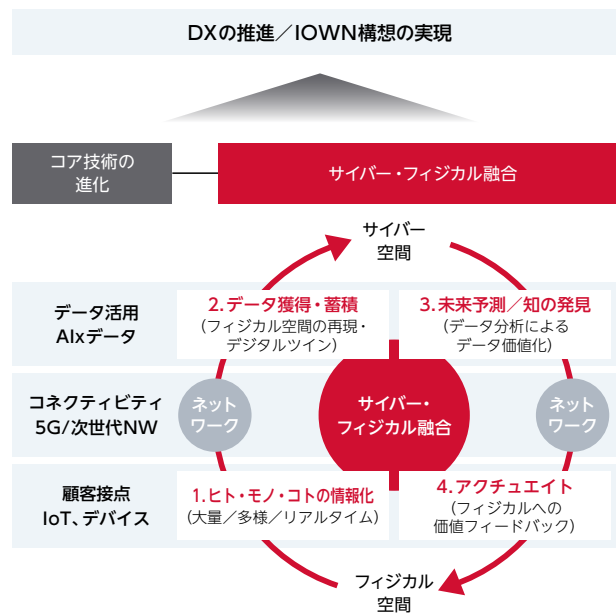 DXの推進／IOWN構想の実現
コア技術の
進化
サイバー・フィジカル融合
サイバー
空間
データ活用
AIxデータ
2.データ獲得・蓄積
(フィジカル空間の再現・
デジタルツイン)
3.未来予測／知の発見
(データ分析による
データ価値化)
コネクティビティ
5G/次世代NW
ネット
ワーク
サイバー・
フィジカル融合
ネット
ワーク
顧客接点
IoT、デバイス
1.ヒト・モノ・コトの情報化
(大量／多様／リアルタイム)
4.アクチュエイト
(フィジカルへの
価値フィードバック)
フィジカル
空間